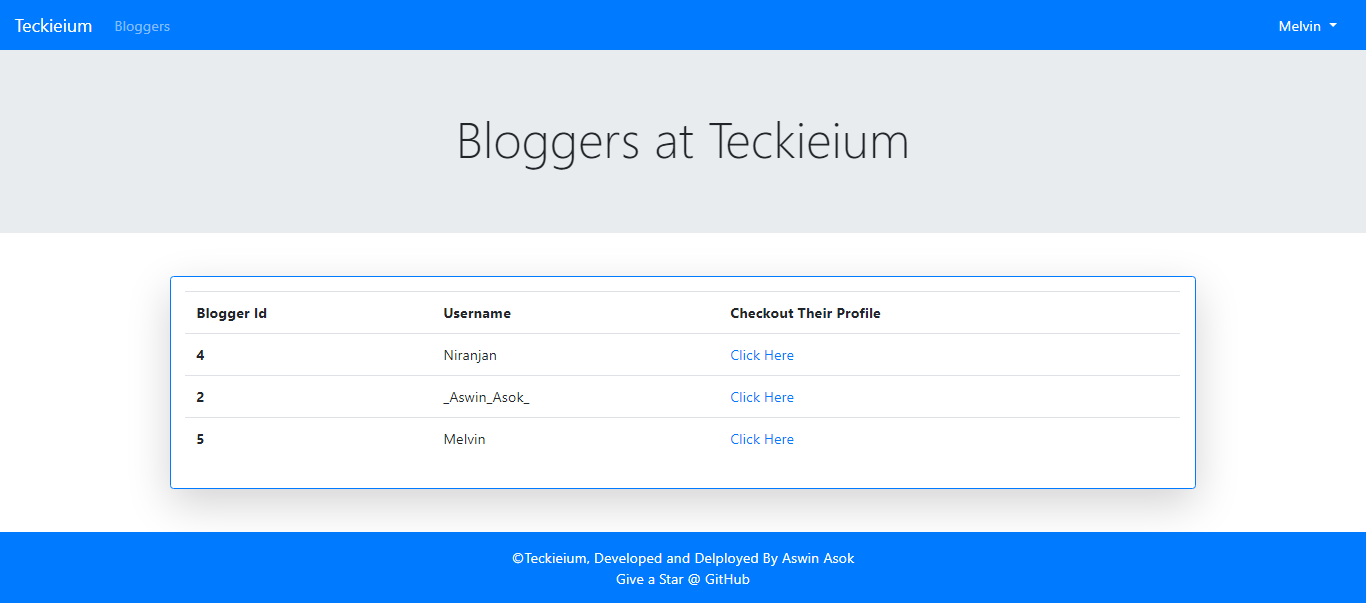 Teckieium Bloggers Melvin
Bloggers at Teckieium
Blogger Id Username Checkout Their Profile
4 Niranjan Click Here
2 _Aswin_Asok_ Click Here
5 Melvin Click Here
©Teckieium, Developed and Delployed By Aswin Asok
Give a Star @ GitHub